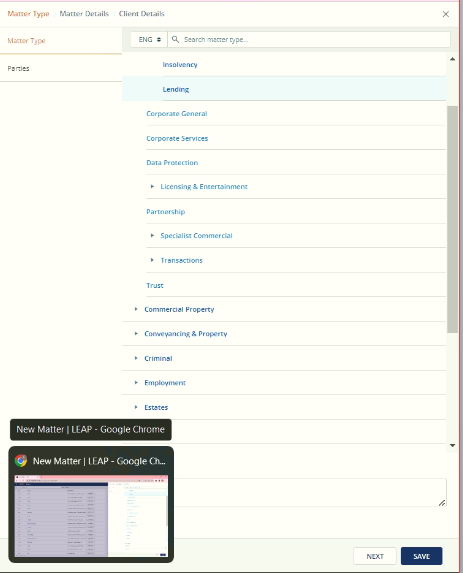 Matter Type Matter Details Client Details
Matter Type
ENG Search matter type...
Parties
Insolvency
Lending
Corporate General
Corporate Services
Data Protection
Licensing & Entertainment
Partnership
Specialist Commercial
Transactions
Trust
Commercial Property
Conveyancing & Property
Criminal
Employment
Estates
New Matter | LEAP - Google Chrome
New Matter | LEAP - Google Ch...
NEXT SAVE